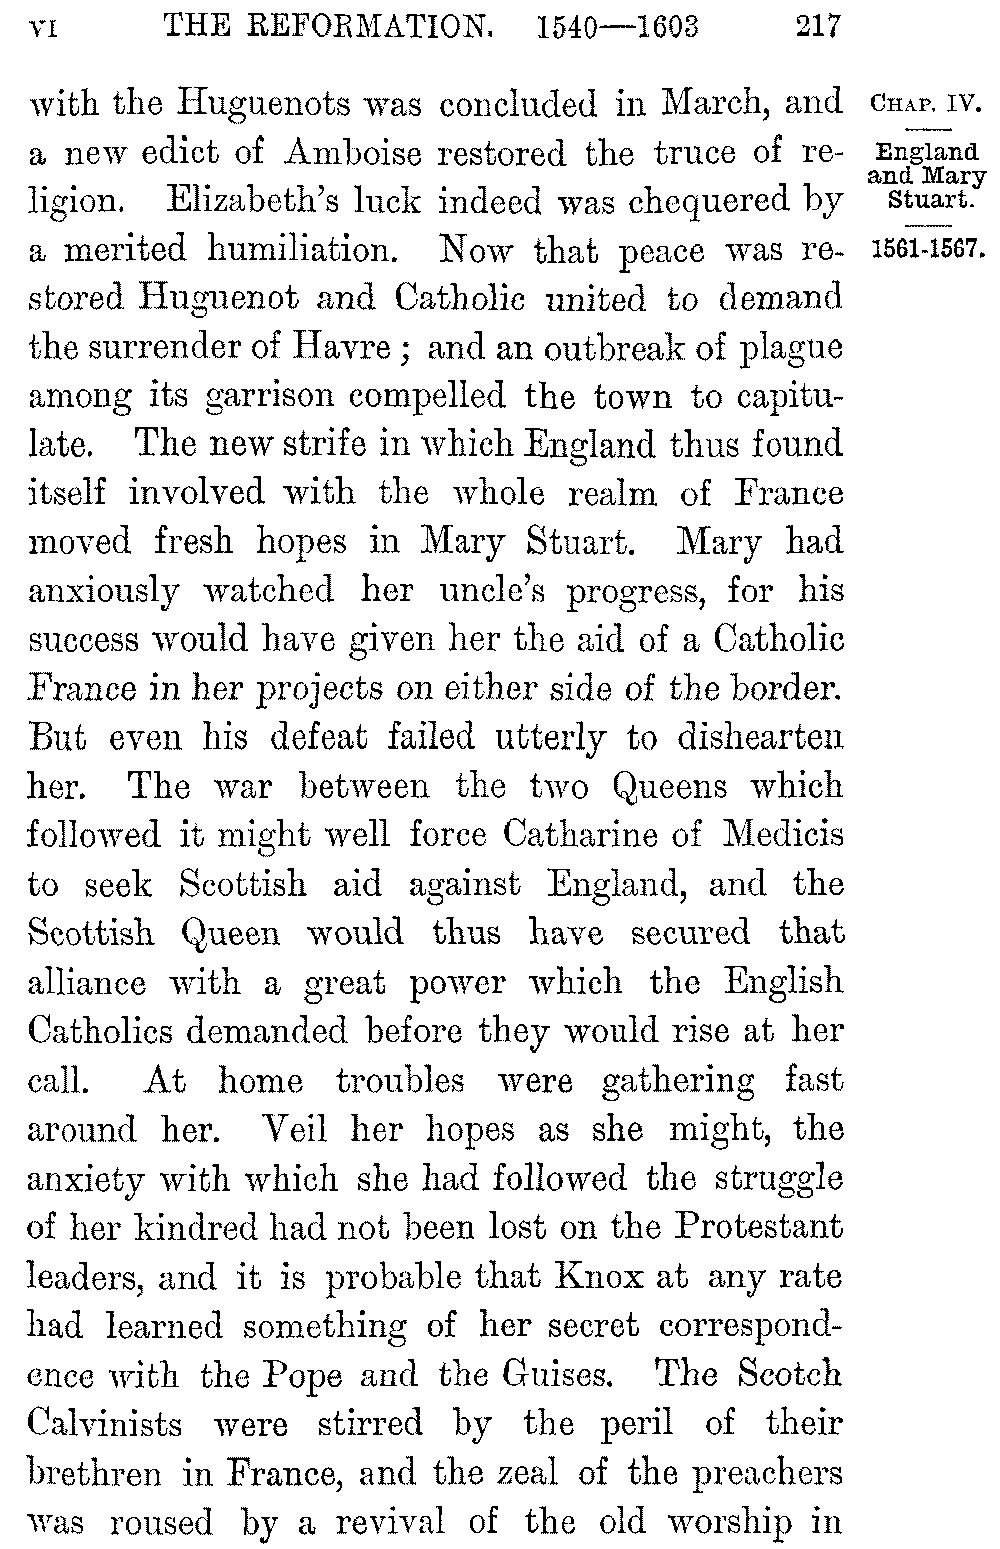 VI THE REFORMATION. 1540—1603 217
with the Huguenots was concluded in March, and
a new edict of Amboise restored the truce of re-
ligion. Elizabeth's luck indeed was chequered by
a merited humiliation. Now that peace was re-
stored Huguenot and Catholic united to demand
the surrender of Havre; and an outbreak of plague
among its garrison compelled the town to capitu-
late. The new strife in which England thus found
itself involved with the whole realm of France
moved fresh hopes in Mary Stuart. Mary had
anxiously watched her uncle's progress, for his
success would have given her the aid of a Catholic
France in her projects on either side of the border.
But even his defeat failed utterly to dishearten
her. The war between the two Queens which
followed it might well force Catharine of Medicis
to seek Scottish aid against England, and the
Scottish Queen would thus have secured that
alliance with a great power which the English
Catholics demanded before they would rise at her
call. At home troubles were gathering fast
around her. Veil her hopes as she might, the
anxiety with which she had followed the struggle
of her kindred had not been lost on the Protestant
leaders, and it is probable that Knox at any rate
had learned something of her secret correspond-
ence with the Pope and the Guises. The Scotch
Calvinists were stirred by the peril of their
brethren in France, and the zeal of the preachers
was roused by a revival of the old worship in
CHAP. IV.
England
and Mary
Stuart.
1561-1567.